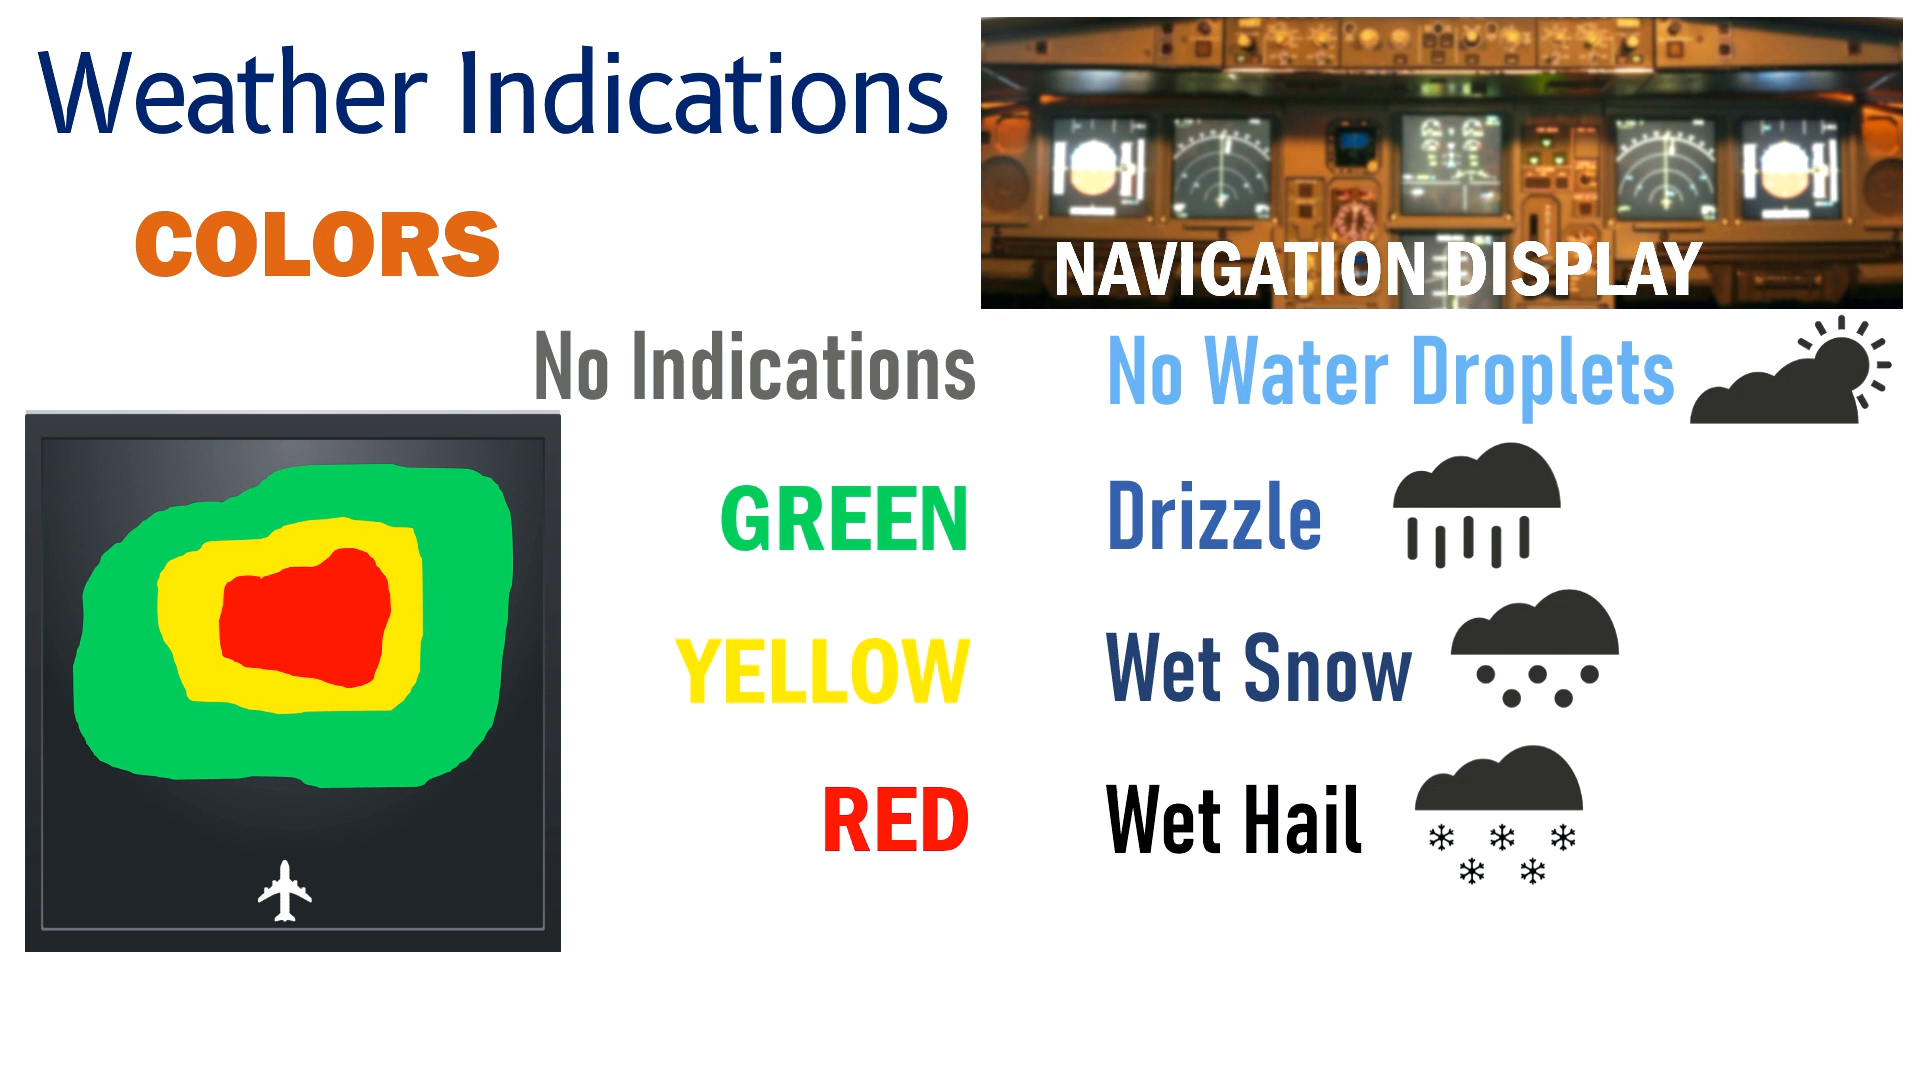 Weather Indications
COLORS
NAVIGATION DISPLAY
No Indications
No Water Droplets
GREEN
Drizzle
YELLOW
Wet Snow
RED
Wet Hail